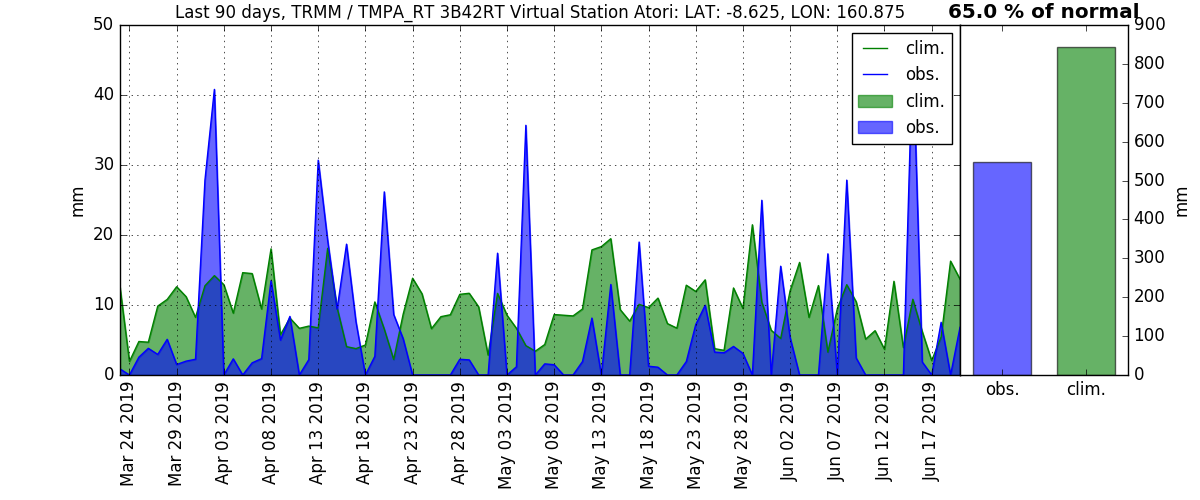 Last 90 days, TRMM / TMPA_RT 3B42RT Virtual Station Atori: LAT: -8.625, LON: 160.875
65.0 % of normal
50
40
30
20
10
0
mm
clim.
obs.
clim.
obs.
Mar 24 2019
Mar 29 2019
Apr 03 2019
Apr 08 2019
Apr 13 2019
Apr 18 2019
Apr 23 2019
Apr 28 2019
May 03 2019
May 08 2019
May 13 2019
May 18 2019
May 23 2019
May 28 2019
Jun 02 2019
Jun 07 2019
Jun 12 2019
Jun 17 2019
900
800
700
600
500
400
300
200
100
0
mm
obs.
clim.